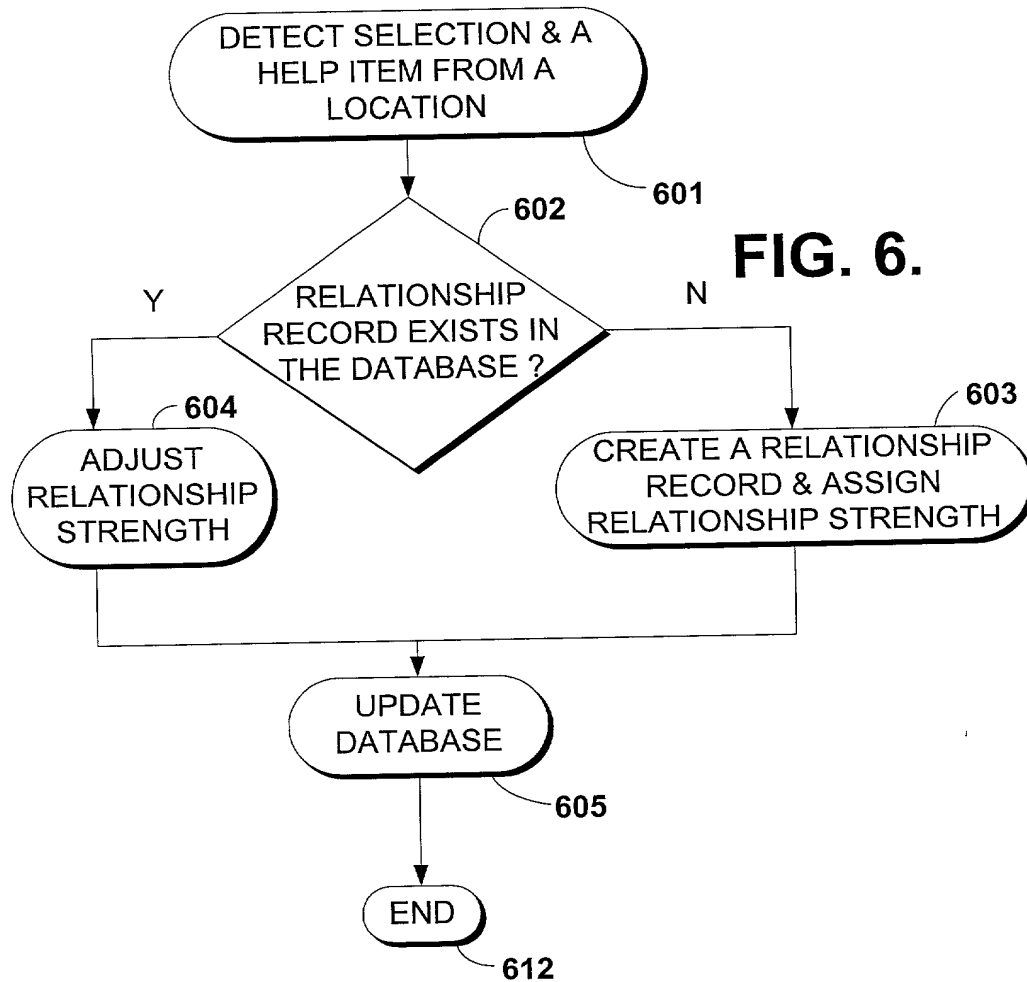 DETECT SELECTION & A
HELP ITEM FROM A
LOCATION
601
602
FIG. 6.
Y
N
RELATIONSHIP
RECORD EXISTS IN
THE DATABASE ?
604
603
ADJUST
RELATIONSHIP
STRENGTH
CREATE A RELATIONSHIP
RECORD & ASSIGN
RELATIONSHIP STRENGTH
UPDATE
DATABASE
605
END
612